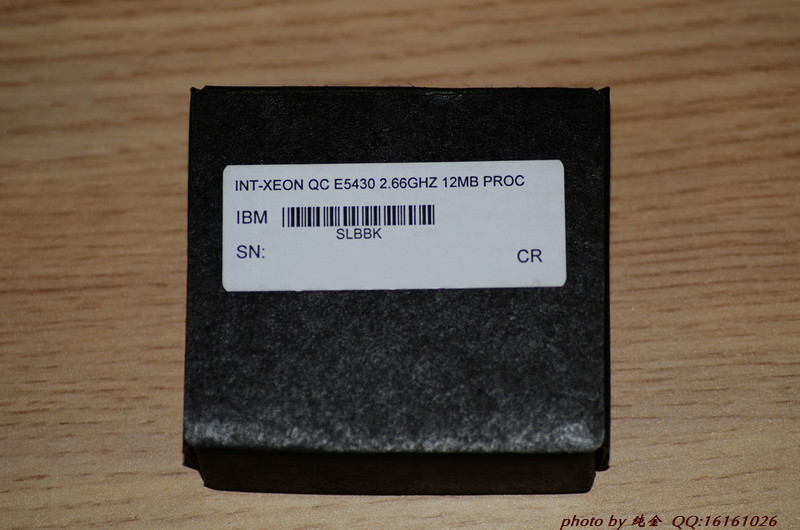 INT-XEON QC E5430 2.66GHZ 12MB PROC
IBM
SLBBK
SN:
CR
photo by 纯金 QQ:16161026